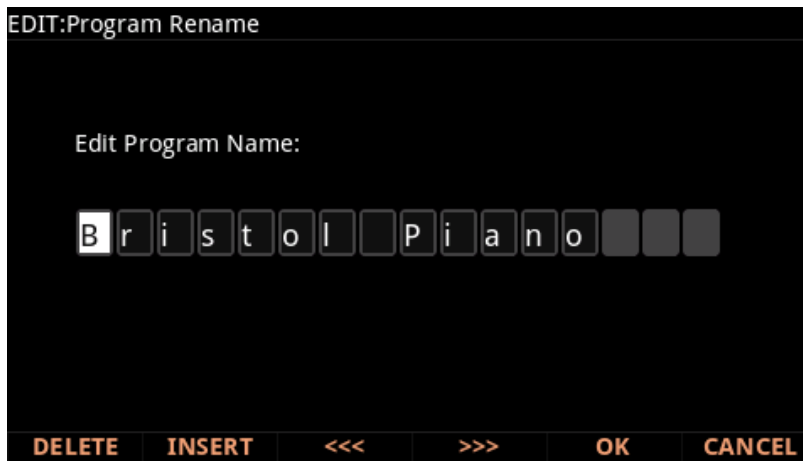 EDIT:Program Rename
Edit Program Name:
Bristol Piano
DELETE INSERT <<< >>> OK CANCEL